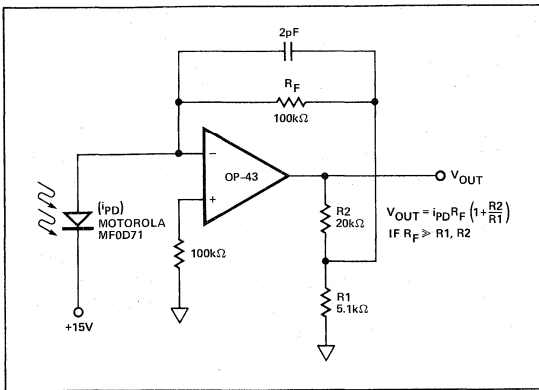 2pF
R_F
100kΩ
−
OP-43
+
V_OUT
(i_PD)
MOTOROLA
MF0D71
R2
20kΩ
V_OUT = i_PD R_F (1 + R2/R1)
IF R_F ≫ R1, R2
100kΩ
R1
5.1kΩ
+15V